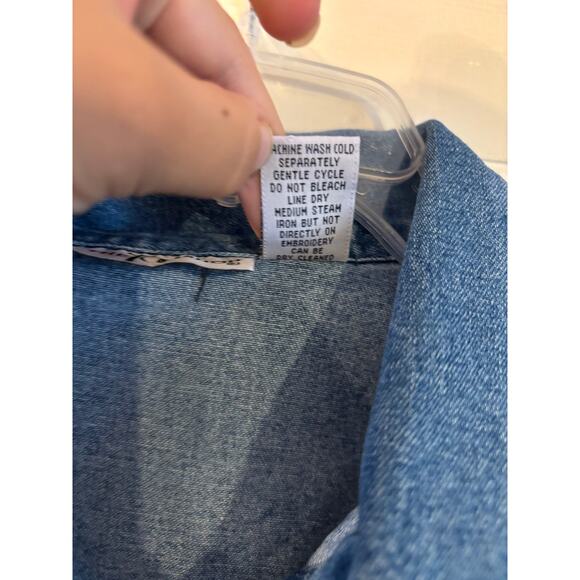 ACHINE WASH COLD
SEPARATELY
GENTLE CYCLE
DO NOT BLEACH
LINE DRY
MEDIUM STEAM
IRON BUT NOT
DIRECTLY ON
EMBROIDERY
CAN BE
DRY CLEANED